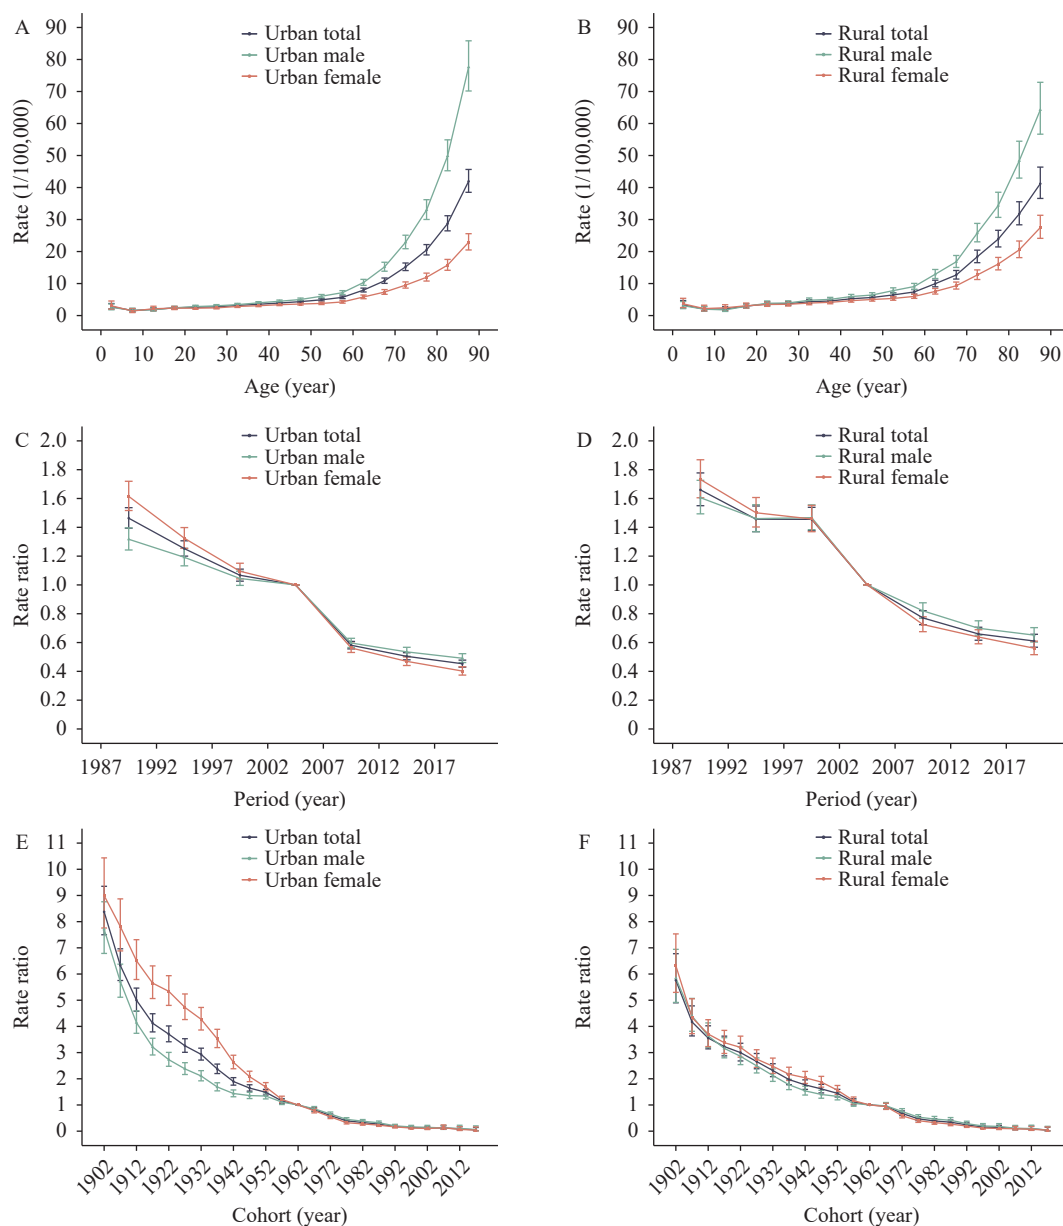 A
Urban total
Urban male
Urban female
Rate (1/100,000)
90
80
70
60
50
40
30
20
10
0
0 10 20 30 40 50 60 70 80 90
Age (year)
B
Rural total
Rural male
Rural female
Rate (1/100,000)
90
80
70
60
50
40
30
20
10
0
0 10 20 30 40 50 60 70 80 90
Age (year)
C
Urban total
Urban male
Urban female
Rate ratio
2.0
1.8
1.6
1.4
1.2
1.0
0.8
0.6
0.4
0.2
0
1987 1992 1997 2002 2007 2012 2017
Period (year)
D
Rural total
Rural male
Rural female
Rate ratio
2.0
1.8
1.6
1.4
1.2
1.0
0.8
0.6
0.4
0.2
0
1987 1992 1997 2002 2007 2012 2017
Period (year)
E
Urban total
Urban male
Urban female
Rate ratio
11
10
9
8
7
6
5
4
3
2
1
0
1902 1912 1922 1932 1942 1952 1962 1972 1982 1992 2002 2012
Cohort (year)
F
Rural total
Rural male
Rural female
Rate ratio
11
10
9
8
7
6
5
4
3
2
1
0
1902 1912 1922 1932 1942 1952 1962 1972 1982 1992 2002 2012
Cohort (year)